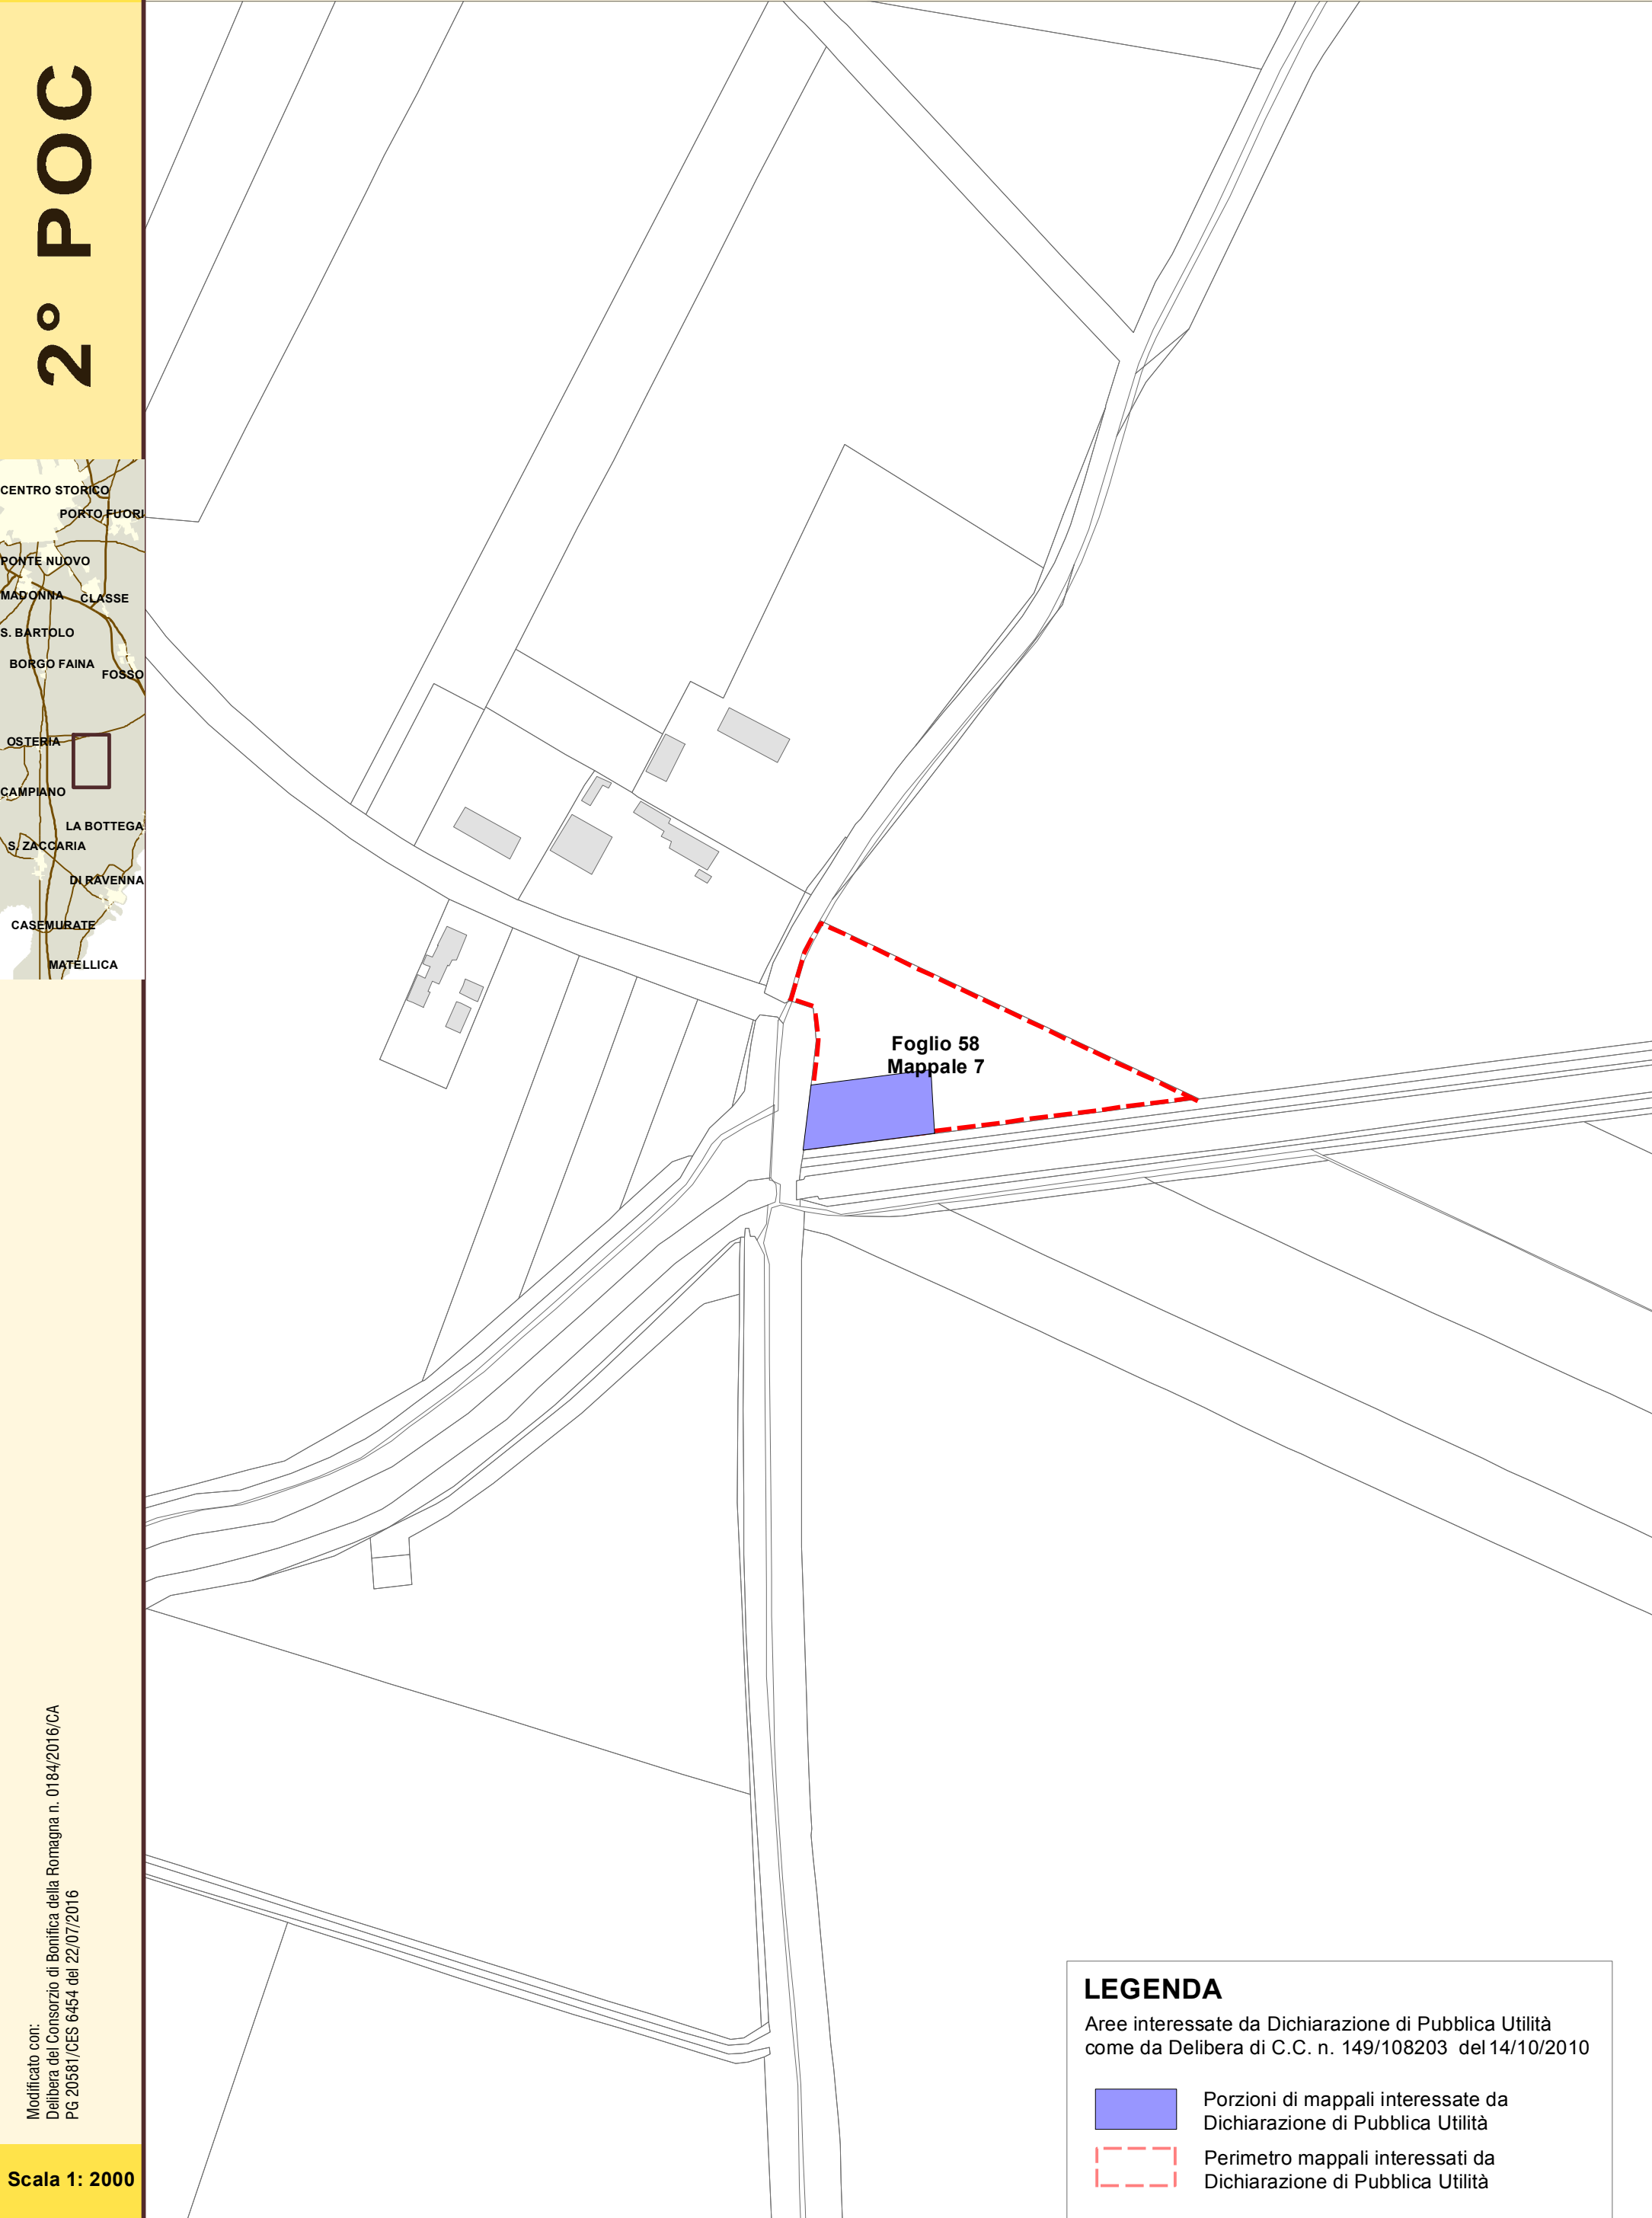 2° POC
CENTRO STORICO
PORTO FUORI
PONTE NUOVO
MADONNA
CLASSE
S. BARTOLO
BORGO FAINA
FOSSO
OSTERIA
CAMPIANO
LA BOTTEGA
S. ZACCARIA
DI RAVENNA
CASEMURATE
MATELLICA
Modificato con:
Delibera del Consorzio di Bonifica della Romagna n. 0184/2016/CA
PG 20581/CES 6454 del 22/07/2016
Scala 1: 2000
Foglio 58
Mappale 7
LEGENDA
Aree interessate da Dichiarazione di Pubblica Utilità
come da Delibera di C.C. n. 149/108203 del 14/10/2010
Porzioni di mappali interessate da
Dichiarazione di Pubblica Utilità
Perimetro mappali interessati da
Dichiarazione di Pubblica Utilità